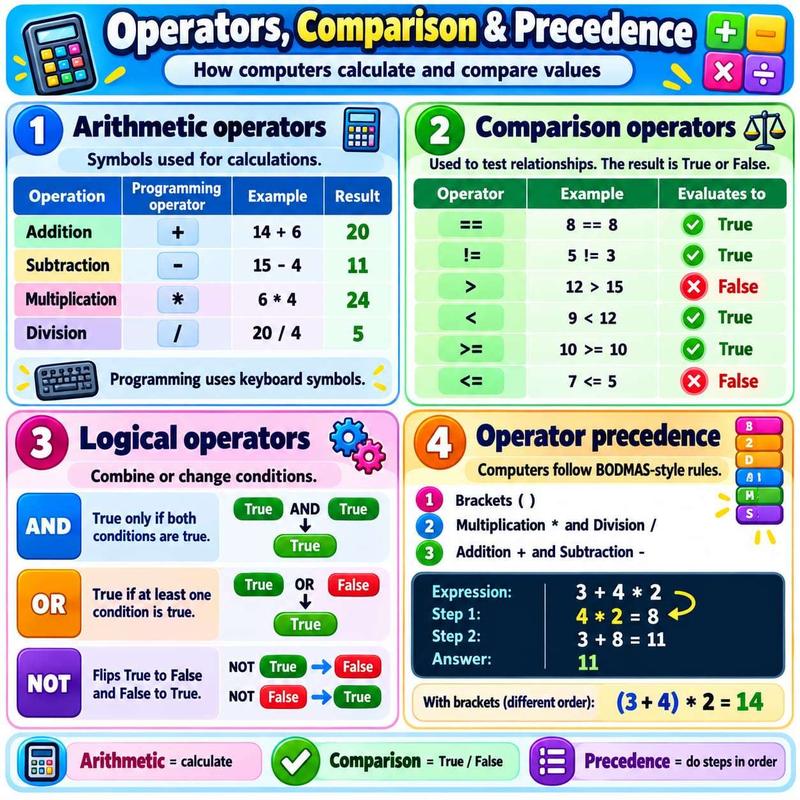 Operators, Comparison & Precedence
How computers calculate and compare values
+ −
× ÷
1 Arithmetic operators
Symbols used for calculations.
Operation Programming operator Example Result
Addition + 14 + 6 20
Subtraction - 15 - 4 11
Multiplication * 6 * 4 24
Division / 20 / 4 5
Programming uses keyboard symbols.
2 Comparison operators
Used to test relationships. The result is True or False.
Operator Example Evaluates to
== 8 == 8 True
!= 5 != 3 True
> 12 > 15 False
< 9 < 12 True
>= 10 >= 10 True
<= 7 <= 5 False
3 Logical operators
Combine or change conditions.
AND
True only if both
conditions are true.
True AND True
True
OR
True if at least one
condition is true.
True OR False
True
NOT
Flips True to False
and False to True.
NOT True False
NOT False True
4 Operator precedence
Computers follow BODMAS-style rules.
1 Brackets ( )
2 Multiplication * and Division /
3 Addition + and Subtraction -
2
D
M
S
Expression: 3 + 4 * 2
Step 1: 4 * 2 = 8
Step 2: 3 + 8 = 11
Answer: 11
With brackets (different order): (3 + 4) * 2 = 14
Arithmetic = calculate
Comparison = True / False
Precedence = do steps in order